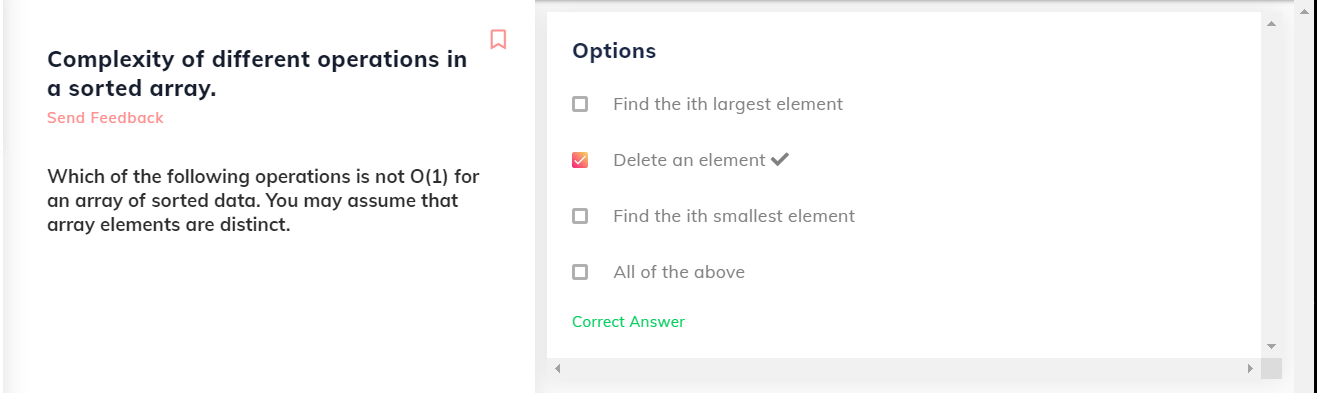 Complexity of different operations in
a sorted array.
Send Feedback
Which of the following operations is not O(1) for
an array of sorted data. You may assume that
array elements are distinct.
Options
Find the ith largest element
Delete an element
Find the ith smallest element
All of the above
Correct Answer